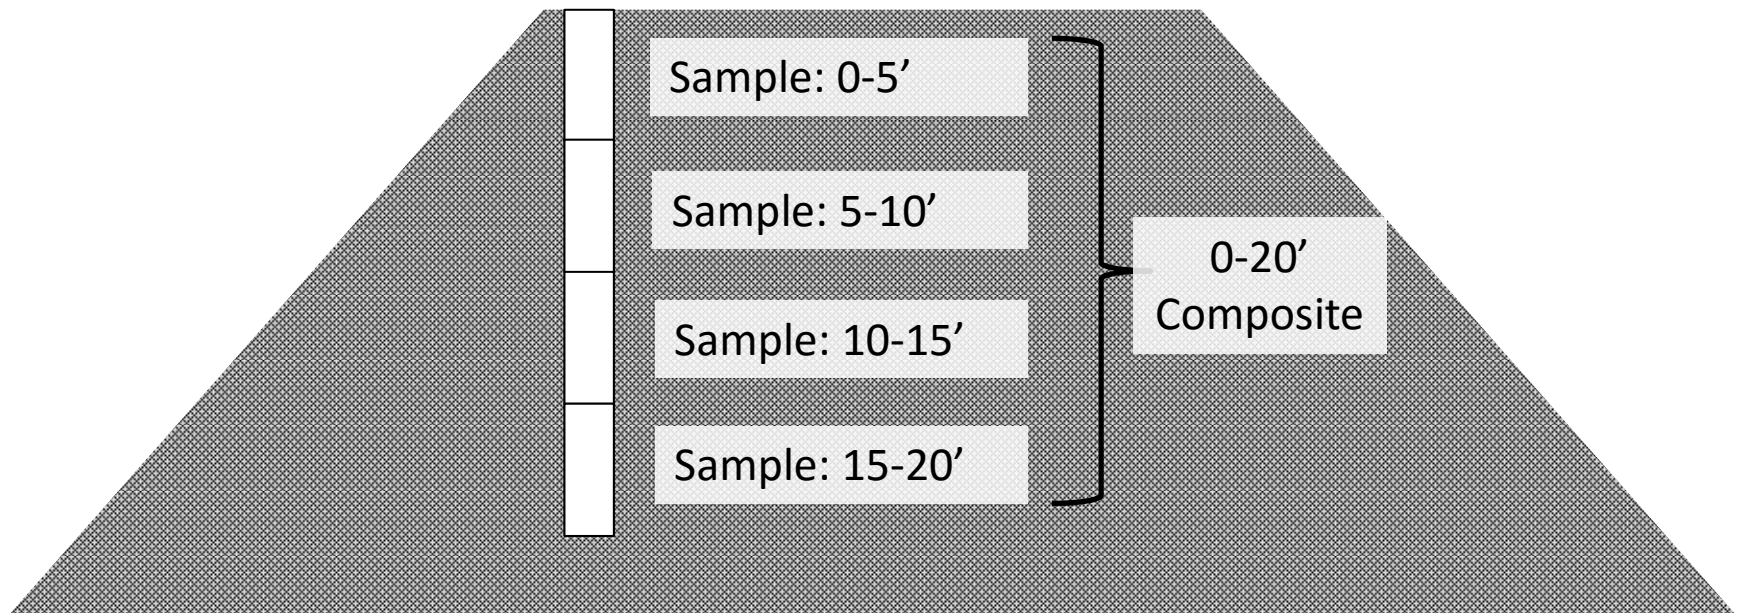 Sample: 0-5’
Sample: 5-10’
Sample: 10-15’
Sample: 15-20’
0-20’
Composite